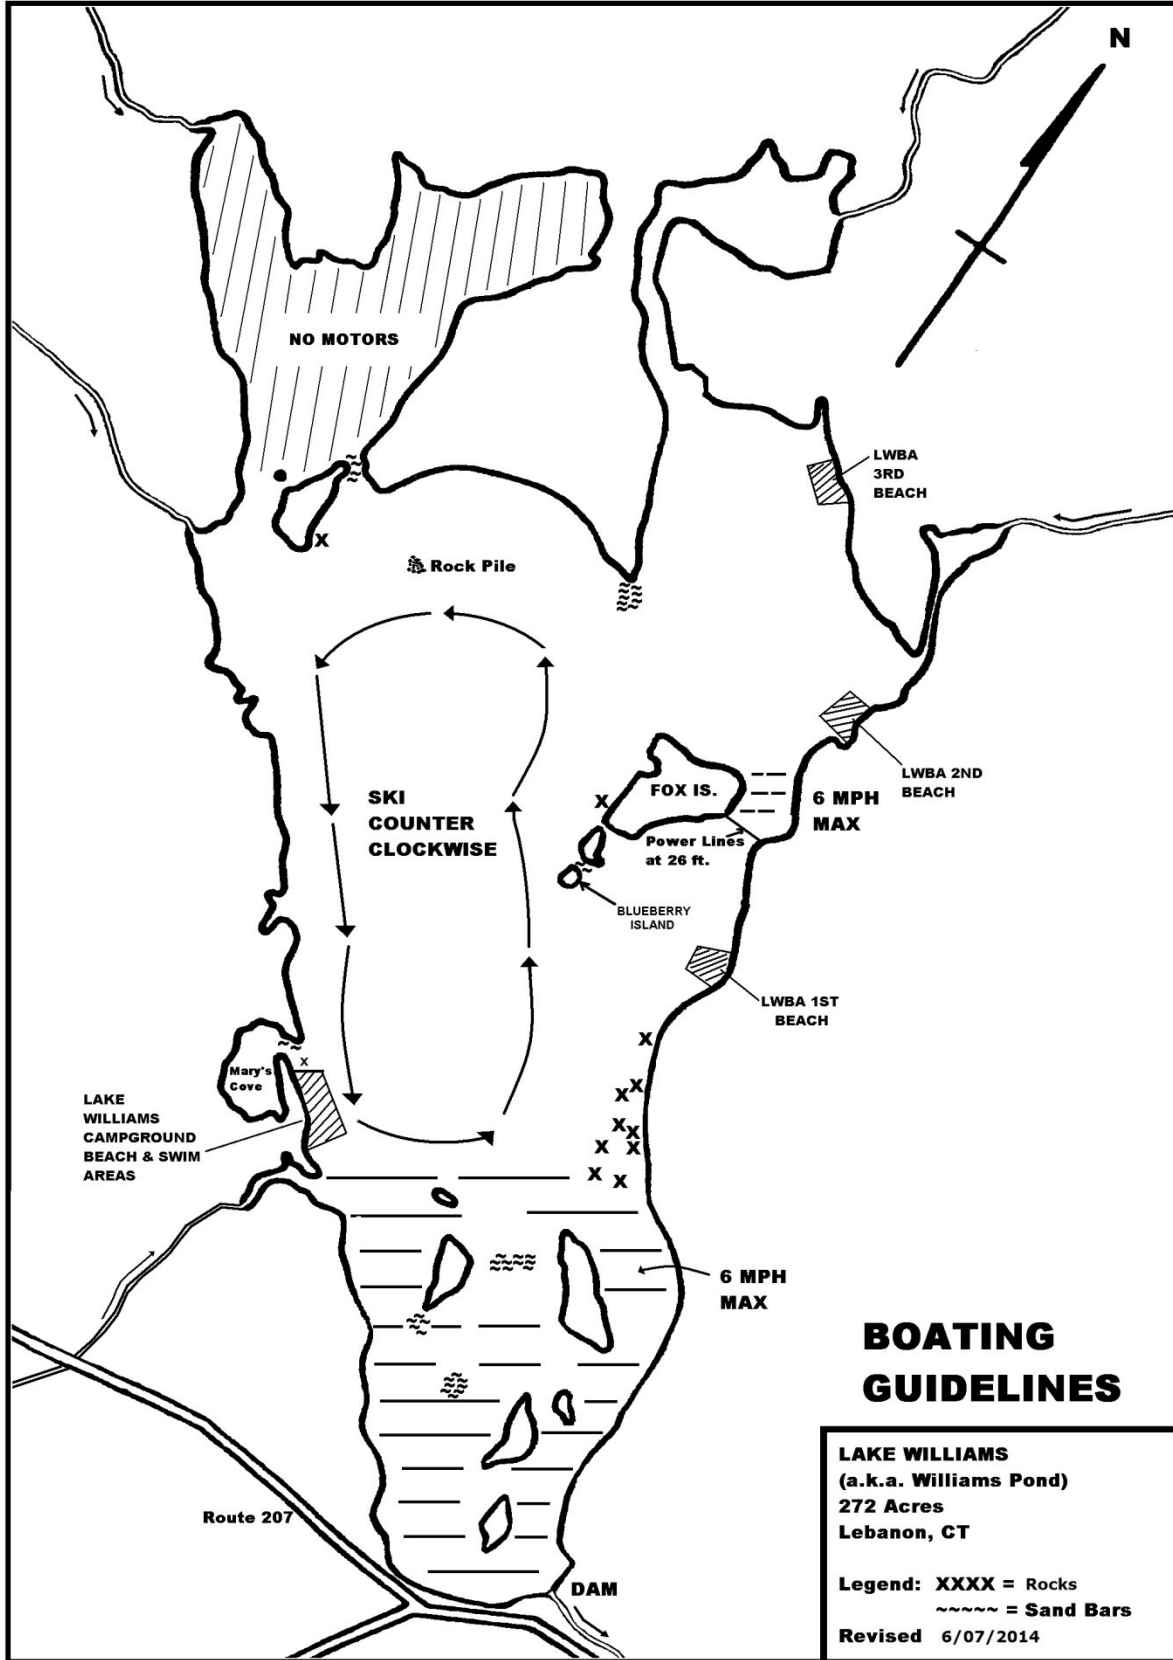 N
NO MOTORS
LWBA
3RD
BEACH
X
Rock Pile
LWBA 2ND
BEACH
SKI
COUNTER
CLOCKWISE
X
FOX IS.
6 MPH
MAX
Power Lines
at 26 ft.
BLUEBERRY
ISLAND
LWBA 1ST
BEACH
X
X
Mary's
Cove
X
X
LAKE
WILLIAMS
CAMPGROUND
BEACH & SWIM
AREAS
X
X
X
X
X
X
6 MPH
MAX
BOATING
GUIDELINES
Route 207
DAM
LAKE WILLIAMS
(a.k.a. Williams Pond)
272 Acres
Lebanon, CT
Legend: XXXX = Rocks
~~~~~ = Sand Bars
Revised 6/07/2014